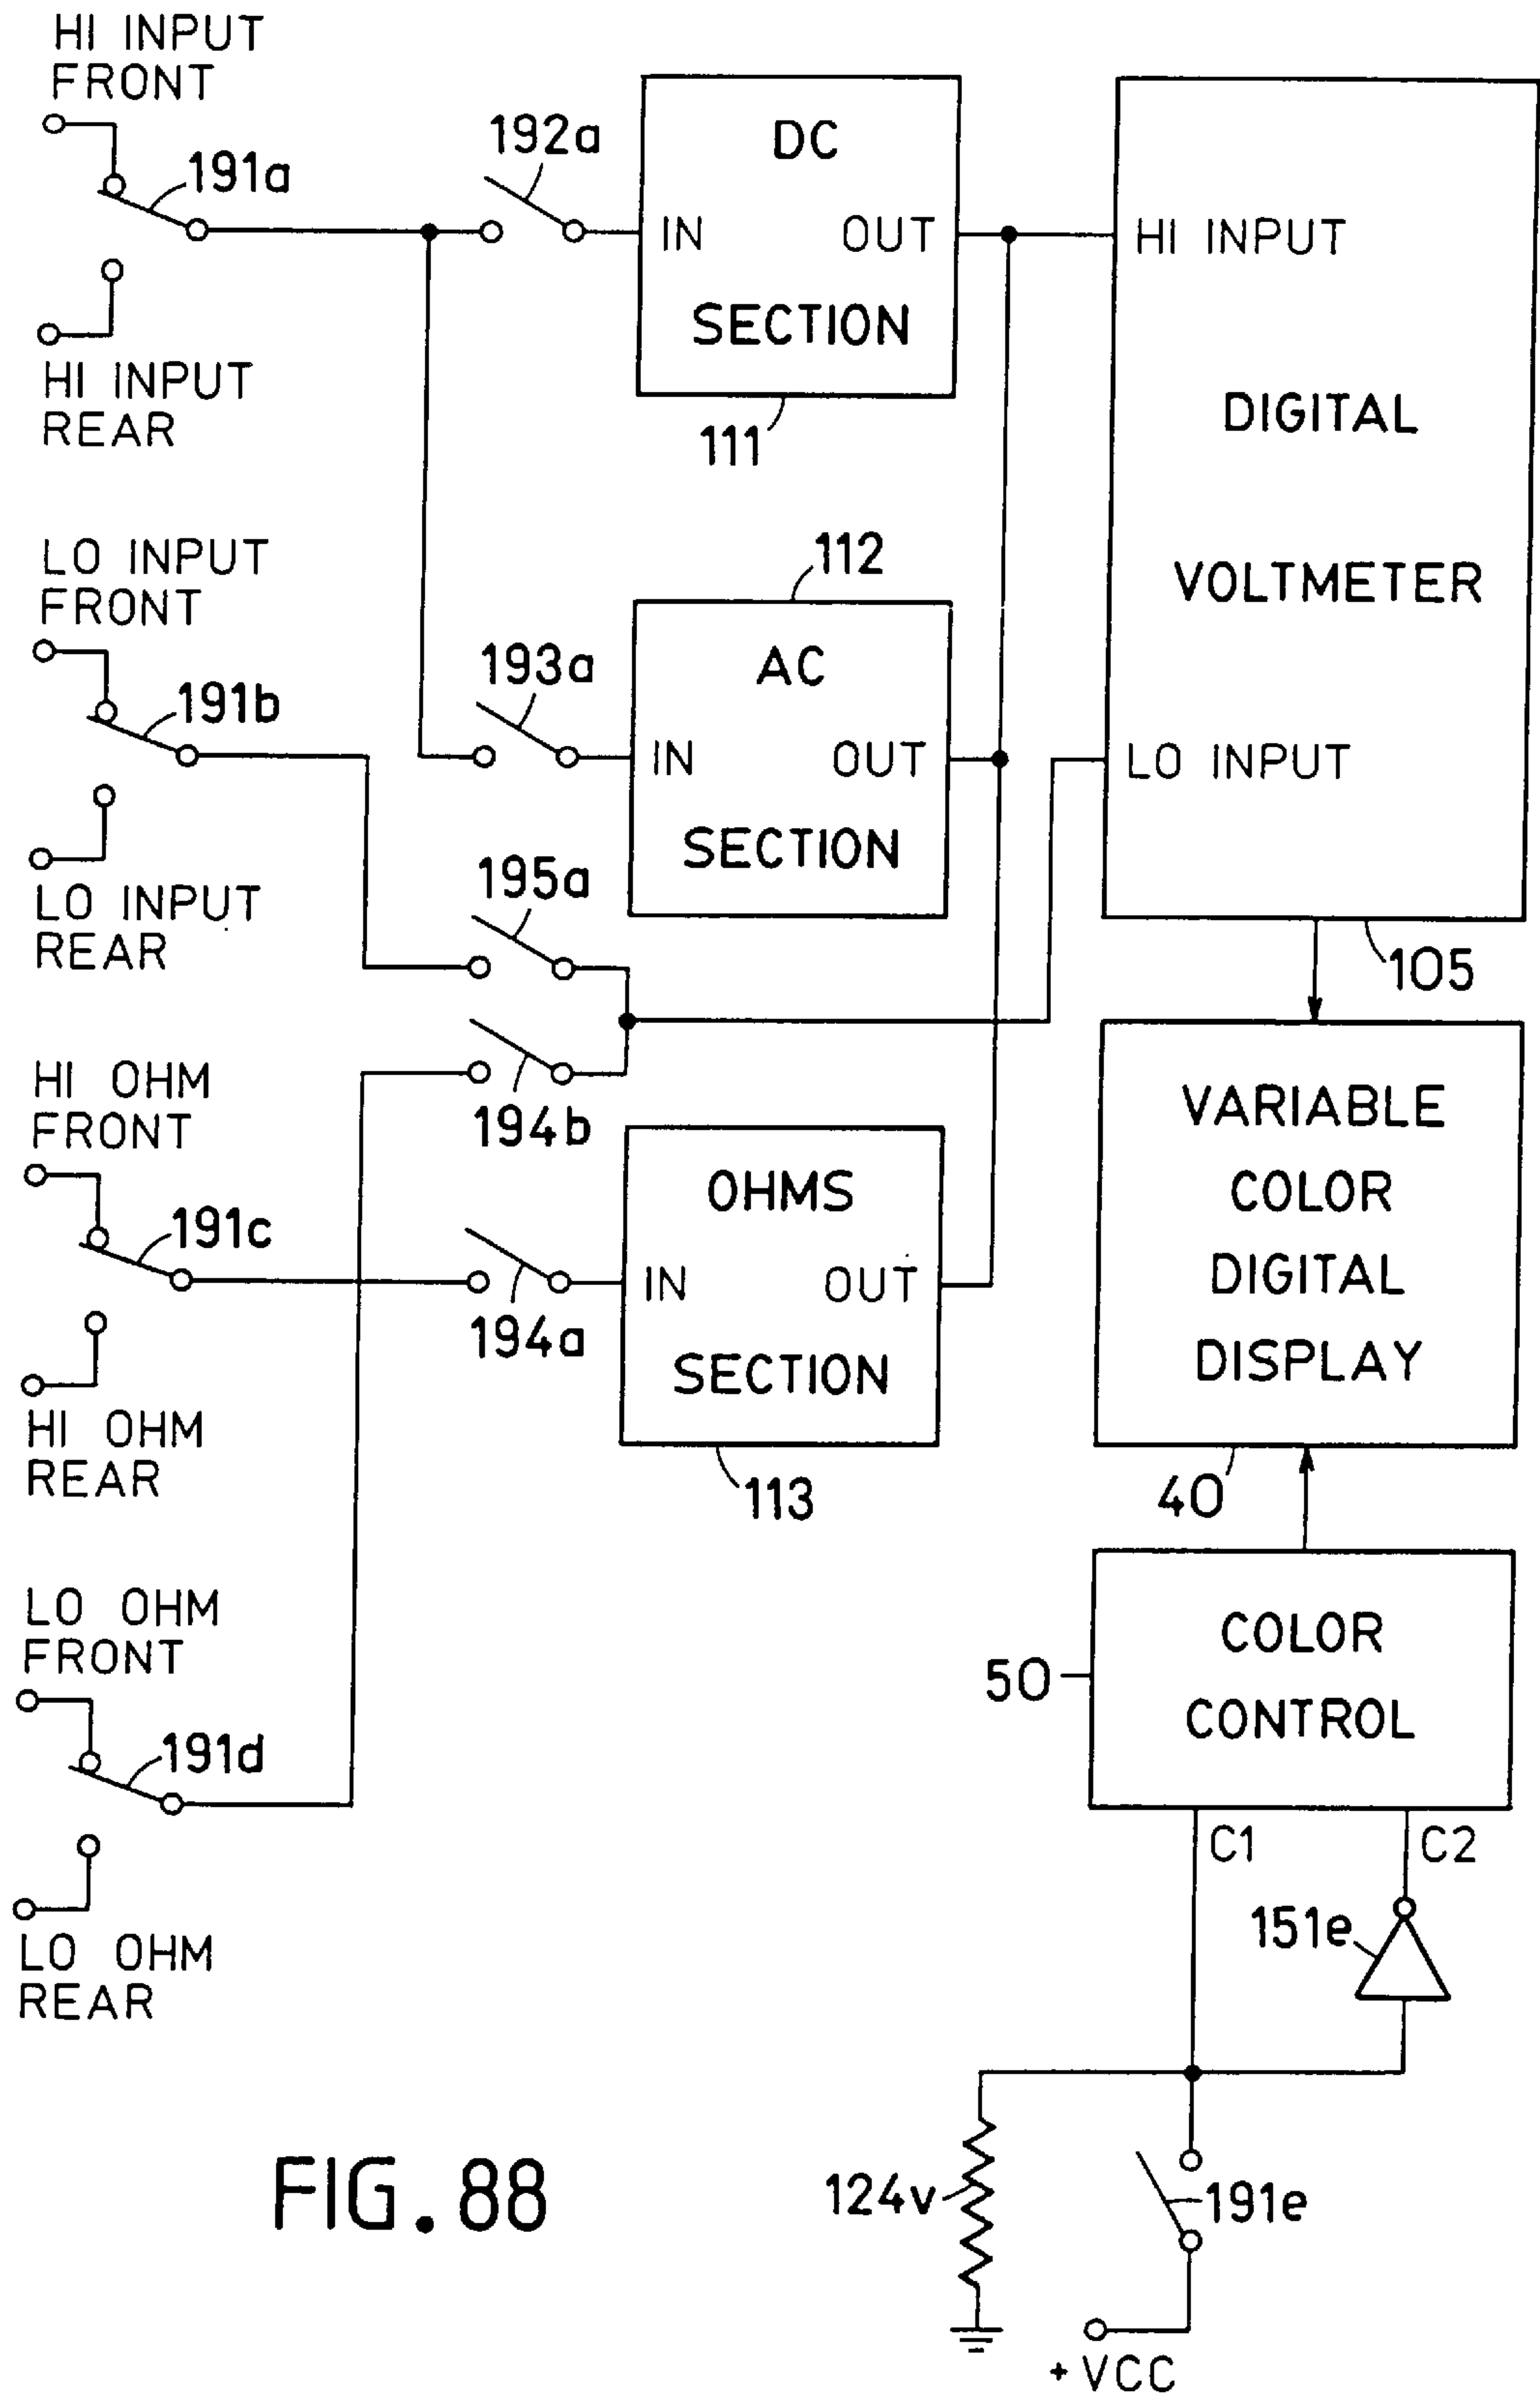 HI INPUT
FRONT
191a
HI INPUT
REAR
192a
DC
IN
OUT
SECTION
111
HI INPUT
DIGITAL
VOLTMETER
LO INPUT
105
LO INPUT
FRONT
191b
LO INPUT
REAR
193a
112
AC
IN
OUT
SECTION
195a
194b
HI OHM
FRONT
191c
HI OHM
REAR
194a
OHMS
IN
OUT
SECTION
113
VARIABLE
COLOR
DIGITAL
DISPLAY
40
LO OHM
FRONT
191d
LO OHM
REAR
50
COLOR
CONTROL
C1
C2
151e
124v
191e
+ VCC
FIG. 88